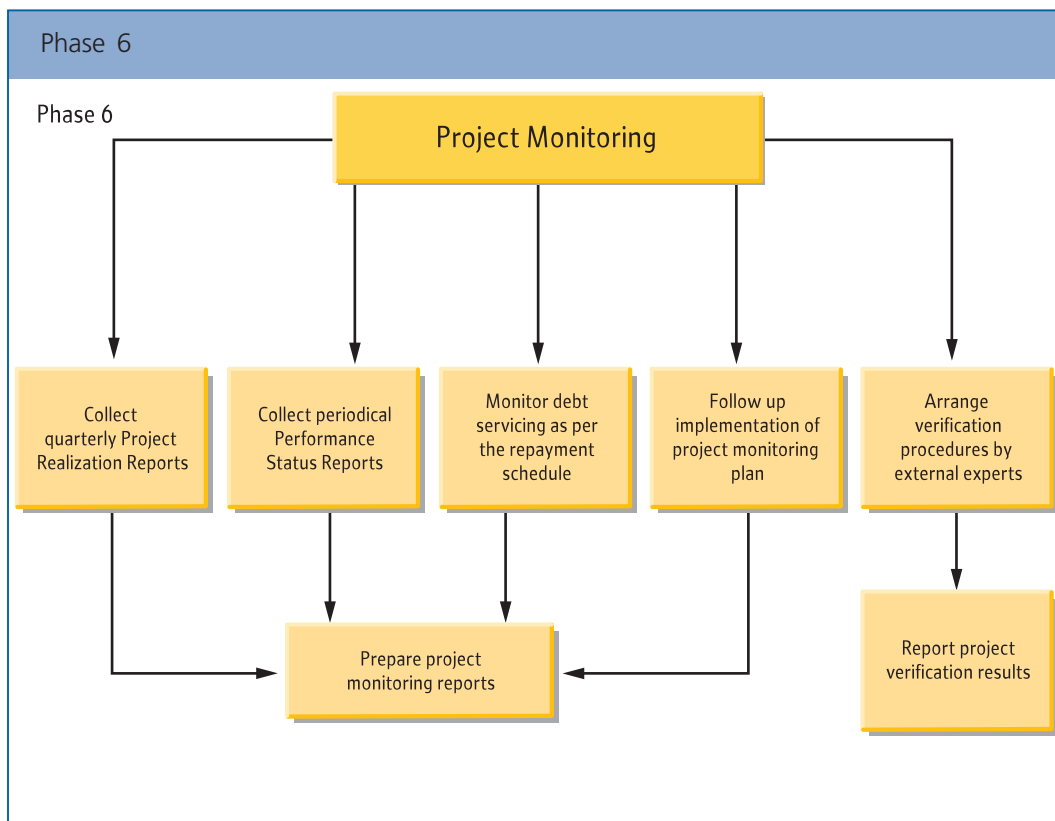 Phase 6
Phase 6
Project Monitoring
Collect
quarterly Project
Realization Reports
Collect periodical
Performance
Status Reports
Monitor debt
servicing as per
the repayment
schedule
Follow up
implementation of
project monitoring
plan
Arrange
verification
procedures by
external experts
Prepare project
monitoring reports
Report project
verification results